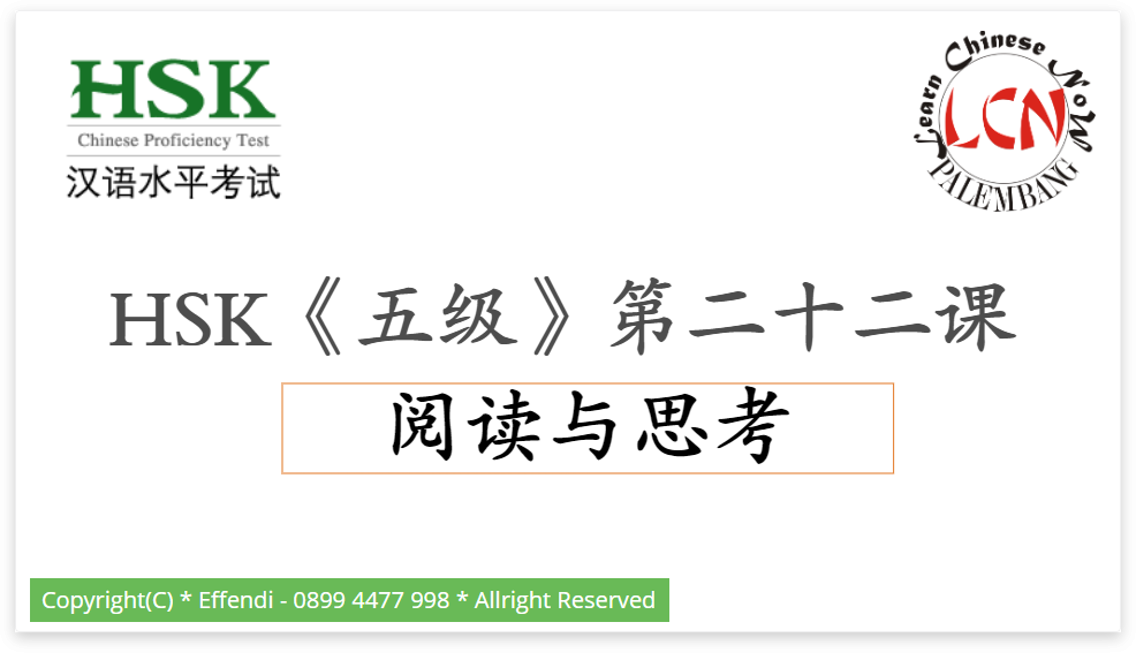 HSK
Chinese Proficiency Test
汉语水平考试
Learn Chinese NoW
LCN
PALEMBANG
HSK《五级》第二十二课
阅读与思考
Copyright(C) * Effendi - 0899 4477 998 * Allright Reserved